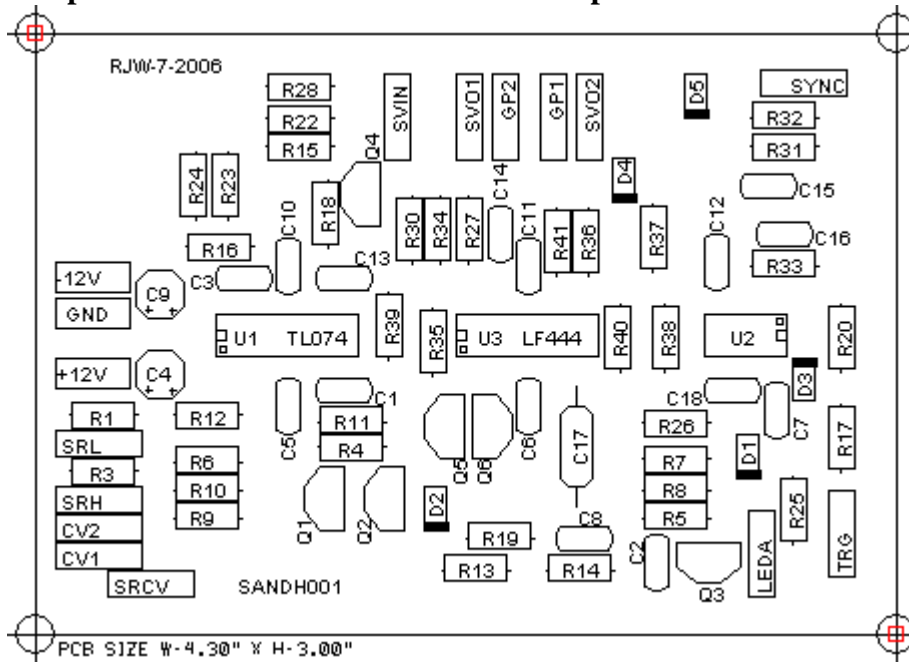 RJW-7-2006
SYNC
R28
SVIN
SVO1
GP2
GP1
SVO2
D5
R32
R22
R15
Q4
R31
R24
R23
C14
D4
C15
R18
C10
R30
R34
R27
C11
R41
R36
R37
C12
C16
R16
R33
-12V
C9
C3
C13
GND
U1 TL074
R39
R35
U3 LF444
R40
R38
U2
R20
+12V
C4
D3
C1
C18
R1
R12
C5
R11
C6
C17
R26
C7
R17
SRL
R4
Q5
Q6
R3
R6
R7
D1
SRH
R10
R8
CV2
R9
Q1
Q2
D2
R5
R25
CV1
R19
C8
C2
LEDA
TRG
R13
R14
Q3
SRCV
SANDH001
PCB SIZE W-4.30" X H-3.00"